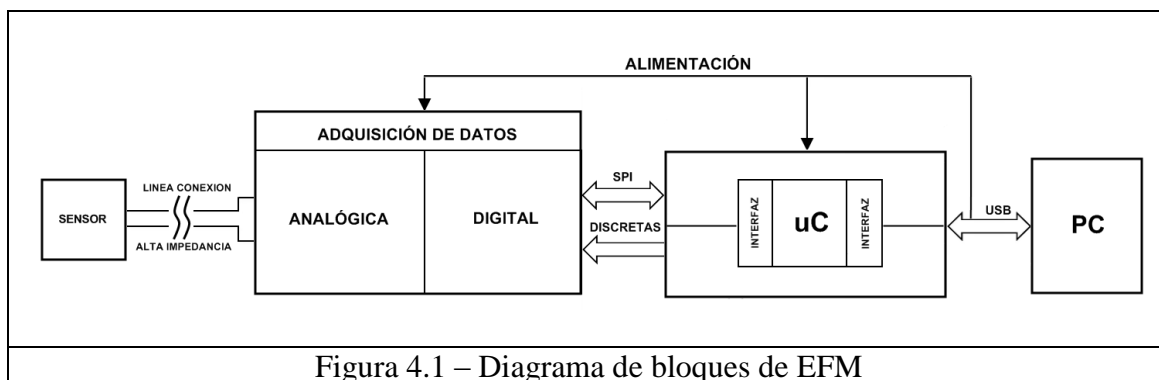 ALIMENTACIÓN
ADQUISICIÓN DE DATOS
SENSOR
LINEA CONEXION
ALTA IMPEDANCIA
ANALÓGICA
DIGITAL
SPI
DISCRETAS
INTERFAZ
uC
INTERFAZ
USB
PC
Figura 4.1 – Diagrama de bloques de EFM